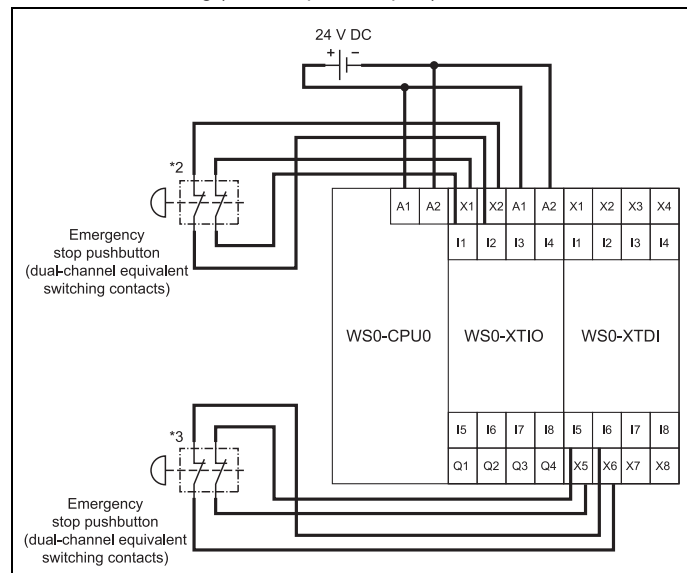 24 V DC
+ −
*2
Emergency
stop pushbutton
(dual-channel equivalent
switching contacts)
A1 A2 X1 X2 A1 A2 X1 X2 X3 X4
I1 I2 I3 I4 I1 I2 I3 I4
WS0-CPU0 WS0-XTIO WS0-XTDI
I5 I6 I7 I8 I5 I6 I7 I8
Q1 Q2 Q3 Q4 X5 X6 X7 X8
*3
Emergency
stop pushbutton
(dual-channel equivalent
switching contacts)